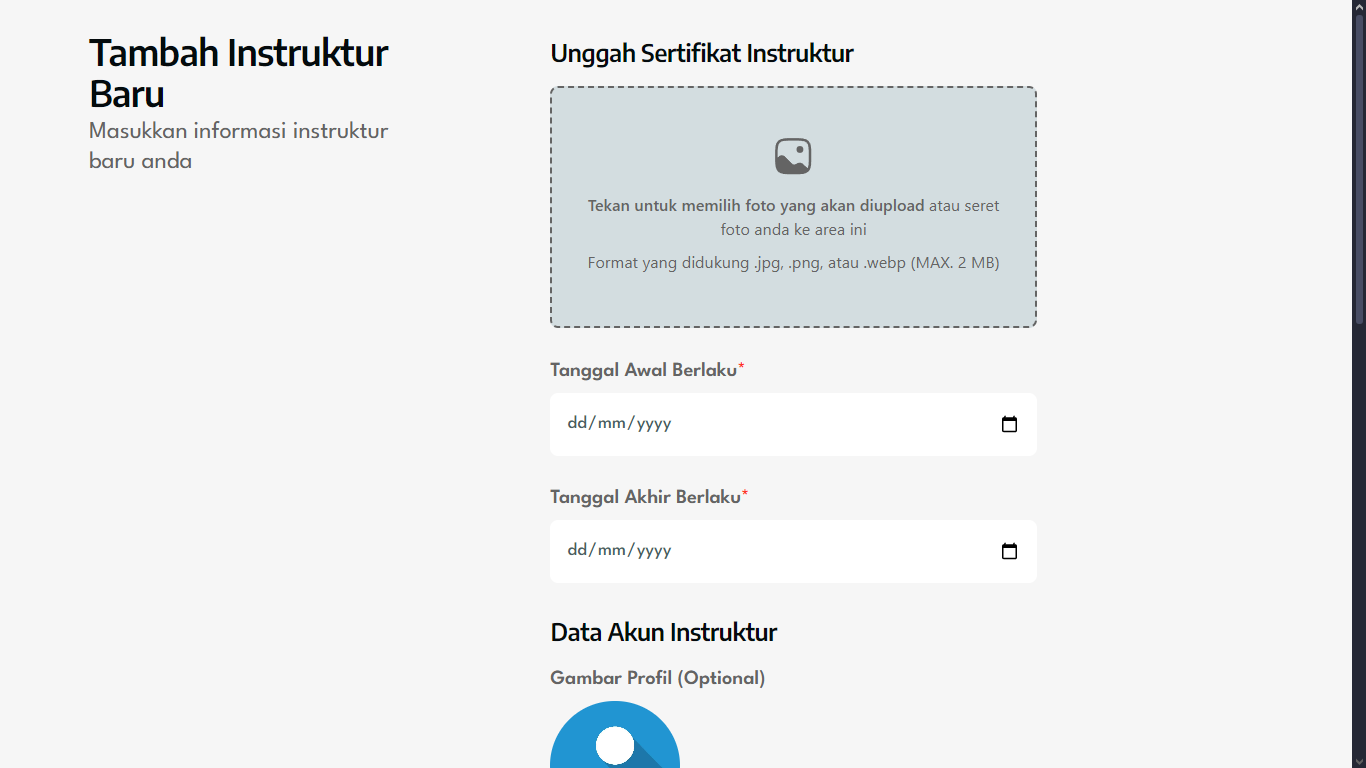 Tambah Instruktur
Baru
Masukkan informasi instruktur
baru anda
Unggah Sertifikat Instruktur
Tekan untuk memilih foto yang akan diupload atau seret
foto anda ke area ini
Format yang didukung .jpg, .png, atau .webp (MAX. 2 MB)
Tanggal Awal Berlaku*
dd/mm/yyyy
Tanggal Akhir Berlaku*
dd/mm/yyyy
Data Akun Instruktur
Gambar Profil (Optional)